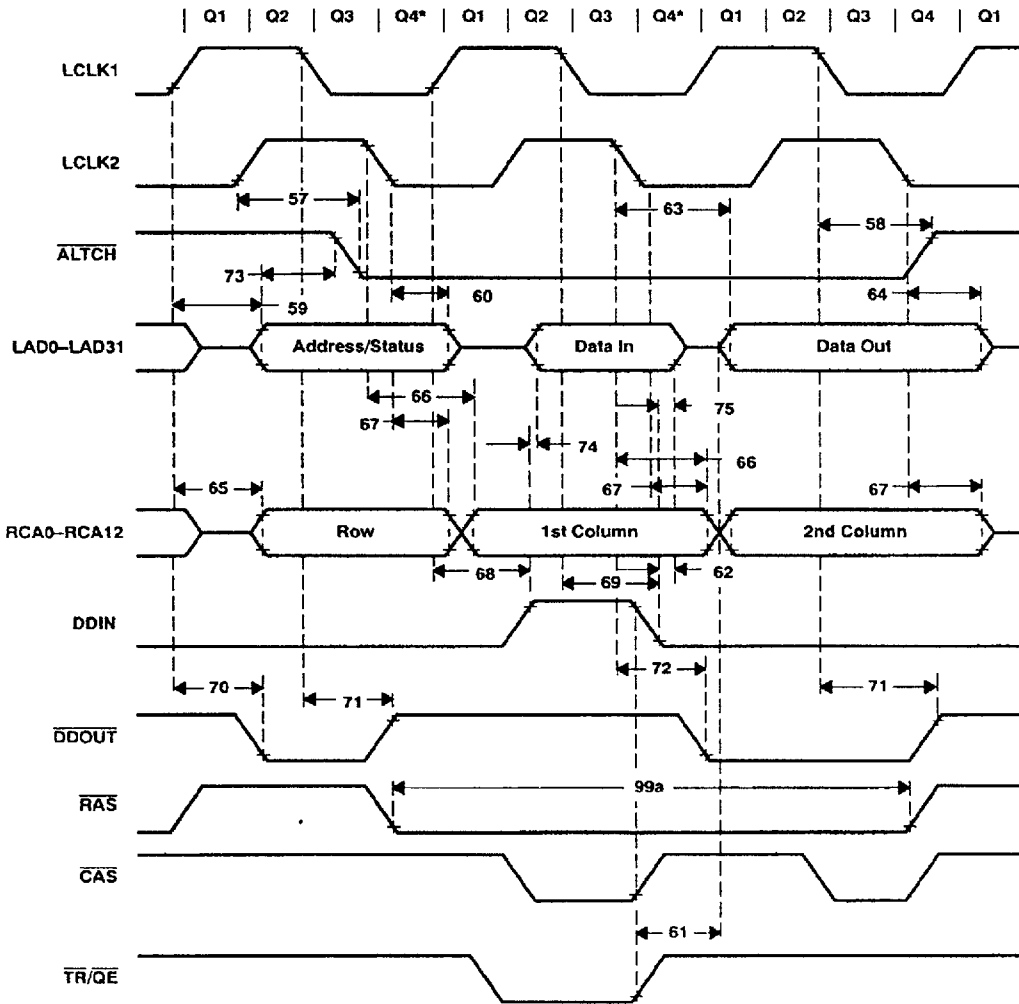 Q1 Q2 Q3 Q4* Q1 Q2 Q3 Q4* Q1 Q2 Q3 Q4 Q1
LCLK1
LCLK2
57 63 58
ALTCH
73
59 60 64
LAD0–LAD31 Address/Status Data In Data Out
66 75
67 74
66
65 67 67
RCA0–RCA12 Row 1st Column 2nd Column
68 69 62
DDIN
72
70 71 71
DDOUT
99a
RAS
CAS
61
TR/QE